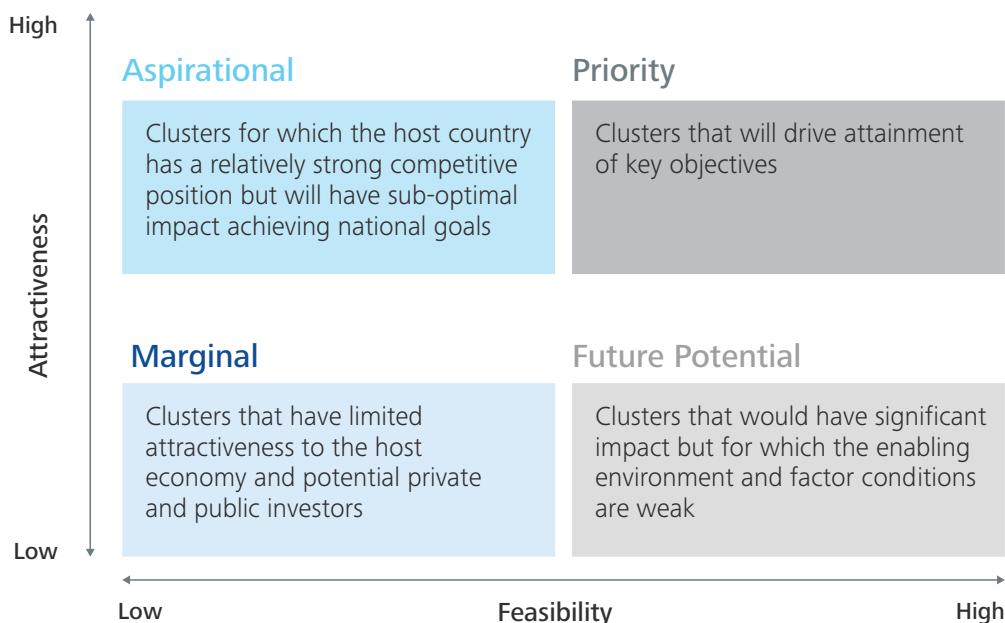 High
Aspirational
Clusters for which the host country
has a relatively strong competitive
position but will have sub-optimal
impact achieving national goals
Priority
Clusters that will drive attainment
of key objectives
Attractiveness
Marginal
Clusters that have limited
attractiveness to the host
economy and potential private
and public investors
Future Potential
Clusters that would have significant
impact but for which the enabling
environment and factor conditions
are weak
Low
Low
Feasibility
High